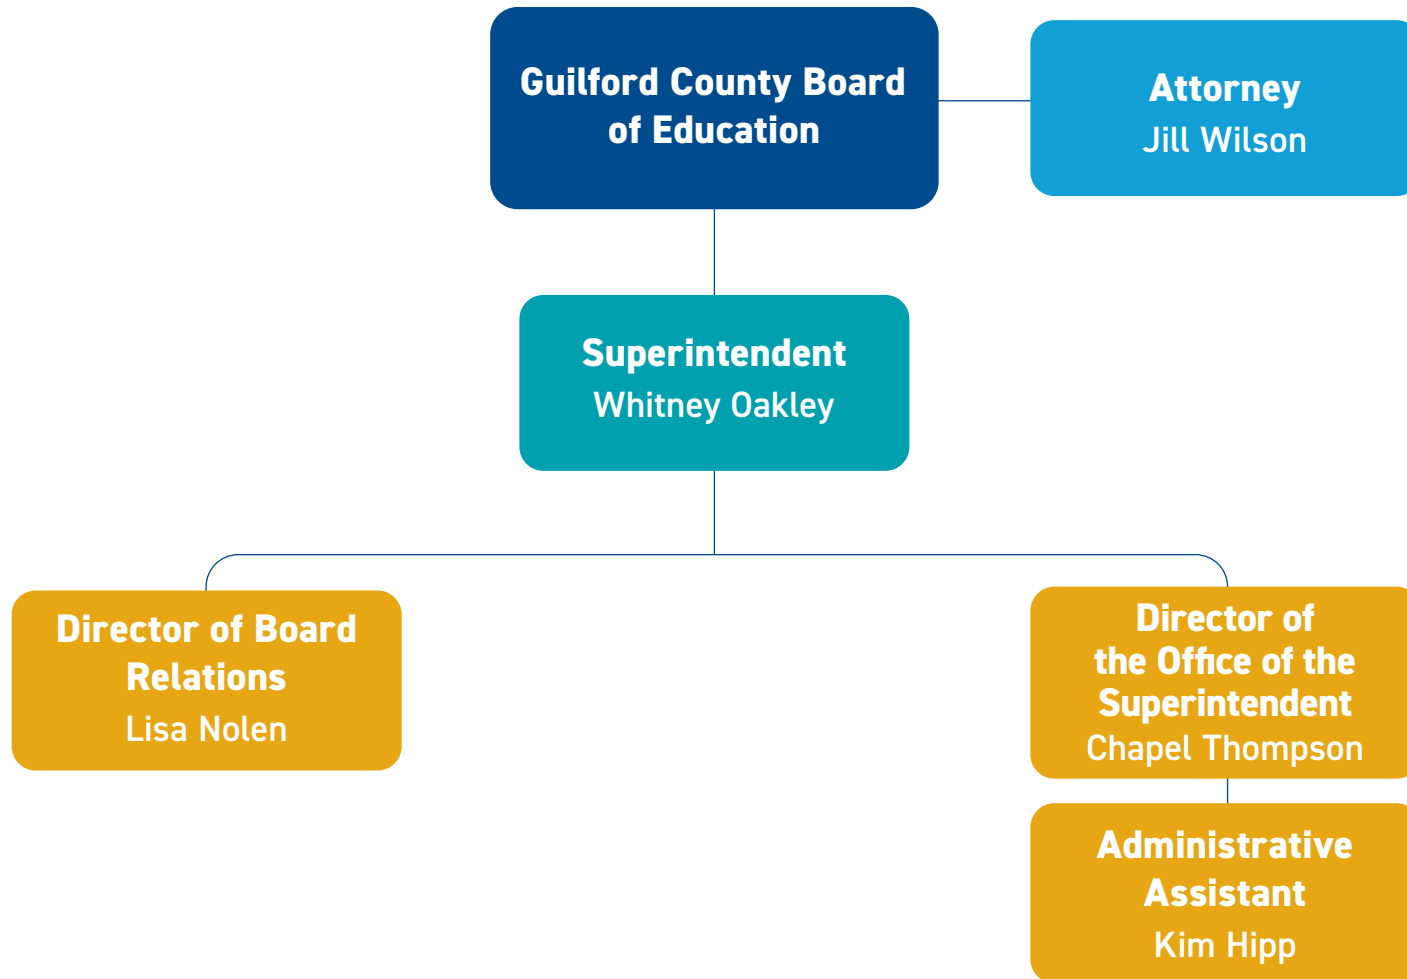 Guilford County Board
of Education
Attorney
Jill Wilson
Superintendent
Whitney Oakley
Director of Board
Relations
Lisa Nolen
Director of
the Office of the
Superintendent
Chapel Thompson
Administrative
Assistant
Kim Hipp